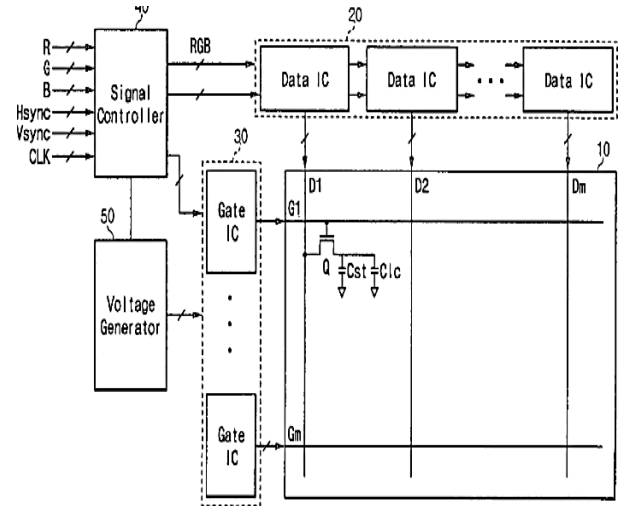 40
20
R
G
B
Hsync
Vsync
CLK
Signal
Controller
RGB
Data IC
Data IC
Data IC
30
10
D1
D2
Dm
50
Gate
IC
G1
Q
Cst
Clc
Voltage
Generator
Gate
IC
Gm